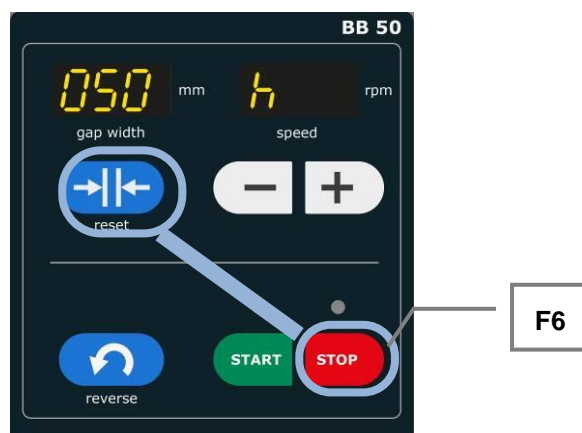 BB 50
050 mm h rpm
gap width speed
reset
START STOP
reverse
F6